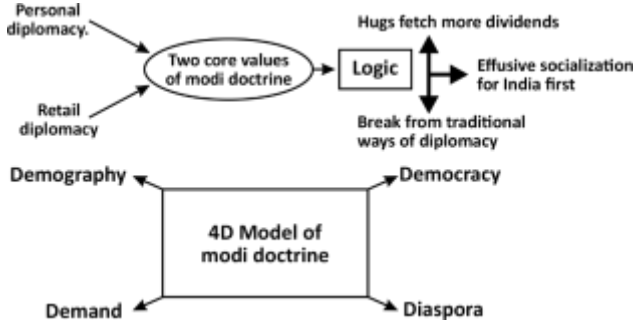 Personal
diplomacy.
Retail
diplomacy
Two core values
of modi doctrine
Logic
Hugs fetch more dividends
Effusive socialization
for India first
Break from traditional
ways of diplomacy
Demography
Democracy
4D Model of
modi doctrine
Demand
Diaspora